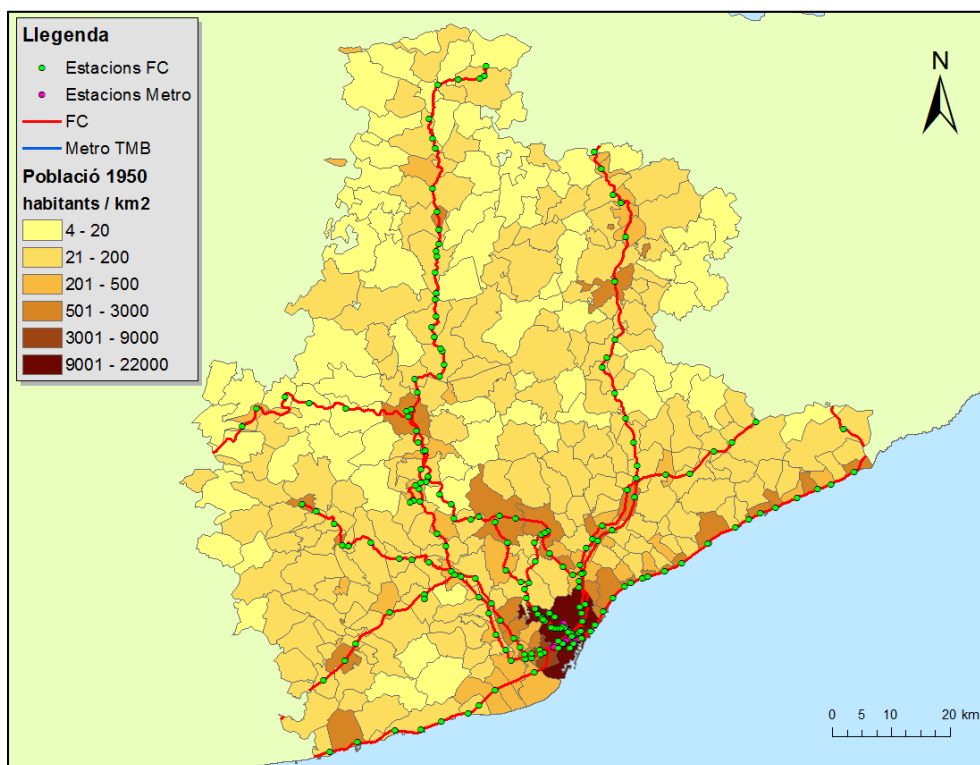 Llegenda
Estacions FC
Estacions Metro
FC
Metro TMB
Població 1950
habitants / km2
4 - 20
21 - 200
201 - 500
501 - 3000
3001 - 9000
9001 - 22000
N
0 5 10 20 km